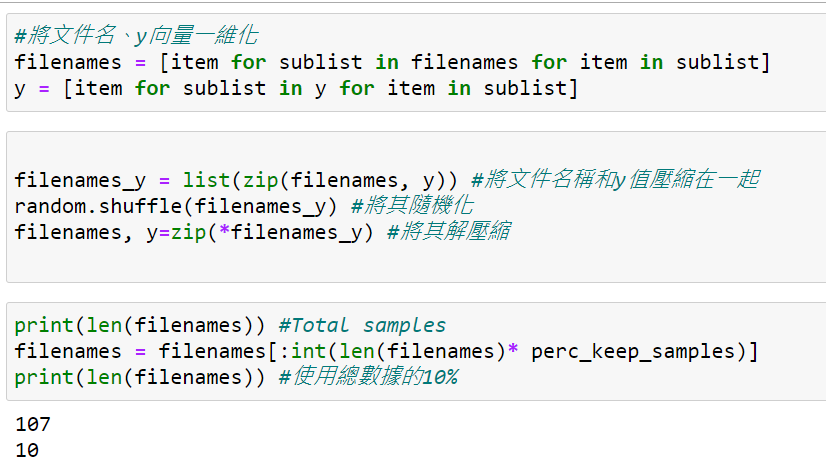 #將文件名、y向量一維化
filenames = [item for sublist in filenames for item in sublist]
y = [item for sublist in y for item in sublist]
filenames_y = list(zip(filenames, y)) #將文件名稱和y值壓縮在一起
random.shuffle(filenames_y) #將其隨機化
filenames, y=zip(*filenames_y) #將其解壓縮
print(len(filenames)) #Total samples
filenames = filenames[:int(len(filenames)* perc_keep_samples)]
print(len(filenames)) #使用總數據的10%
107
10